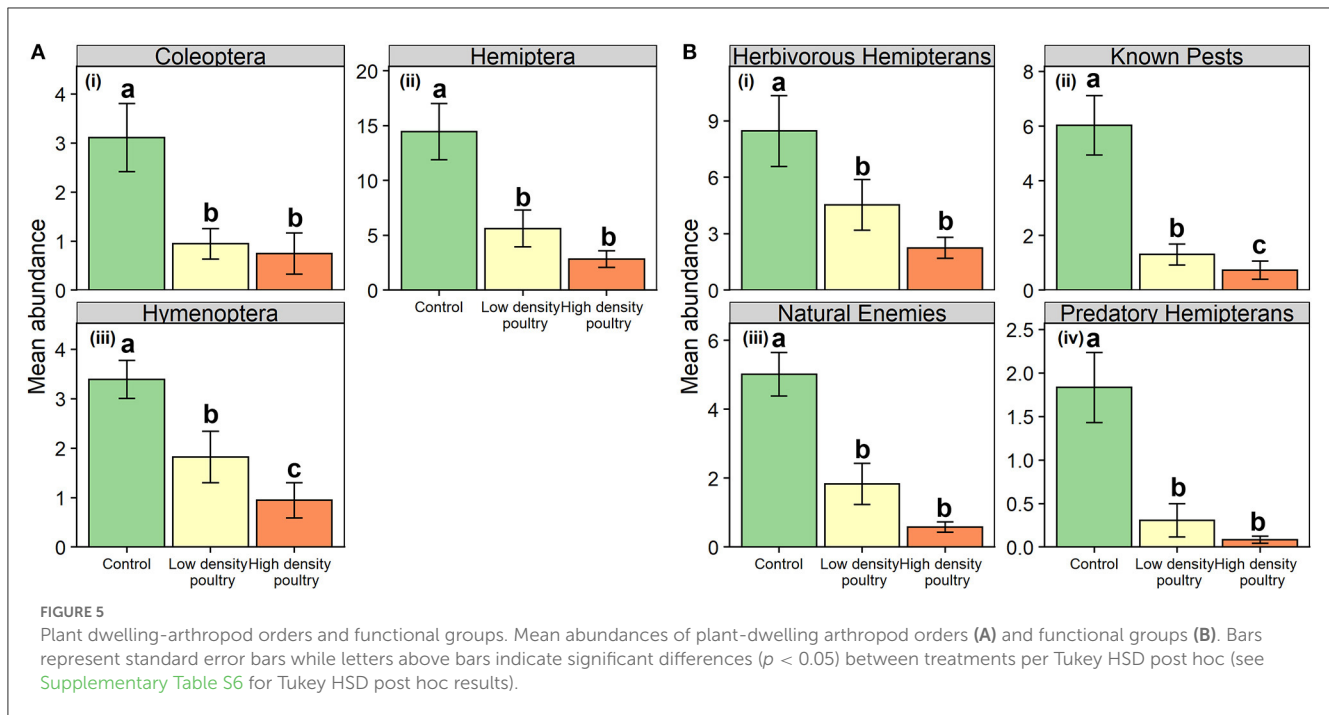 A
Coleoptera
(i)
a
b
b
4
3
2
1
0
Mean abundance
Hemiptera
(ii)
a
b
b
20
15
10
5
0
Control
Low density
poultry
High density
poultry
Hymenoptera
(iii)
a
b
c
4
3
2
1
0
Control
Low density
poultry
High density
poultry
B
Herbivorous Hemipterans
(i)
a
b
b
9
6
3
0
Mean abundance
Known Pests
(ii)
a
b
c
8
6
4
2
0
Natural Enemies
(iii)
a
b
b
6
4
2
0
Control
Low density
poultry
High density
poultry
Predatory Hemipterans
(iv)
a
b
b
2.5
2.0
1.5
1.0
0.5
0.0
Control
Low density
poultry
High density
poultry
FIGURE 5
Plant dwelling-arthropod orders and functional groups. Mean abundances of plant-dwelling arthropod orders (A) and functional groups (B). Bars
represent standard error bars while letters above bars indicate significant differences (p < 0.05) between treatments per Tukey HSD post hoc (see
Supplementary Table S6 for Tukey HSD post hoc results).